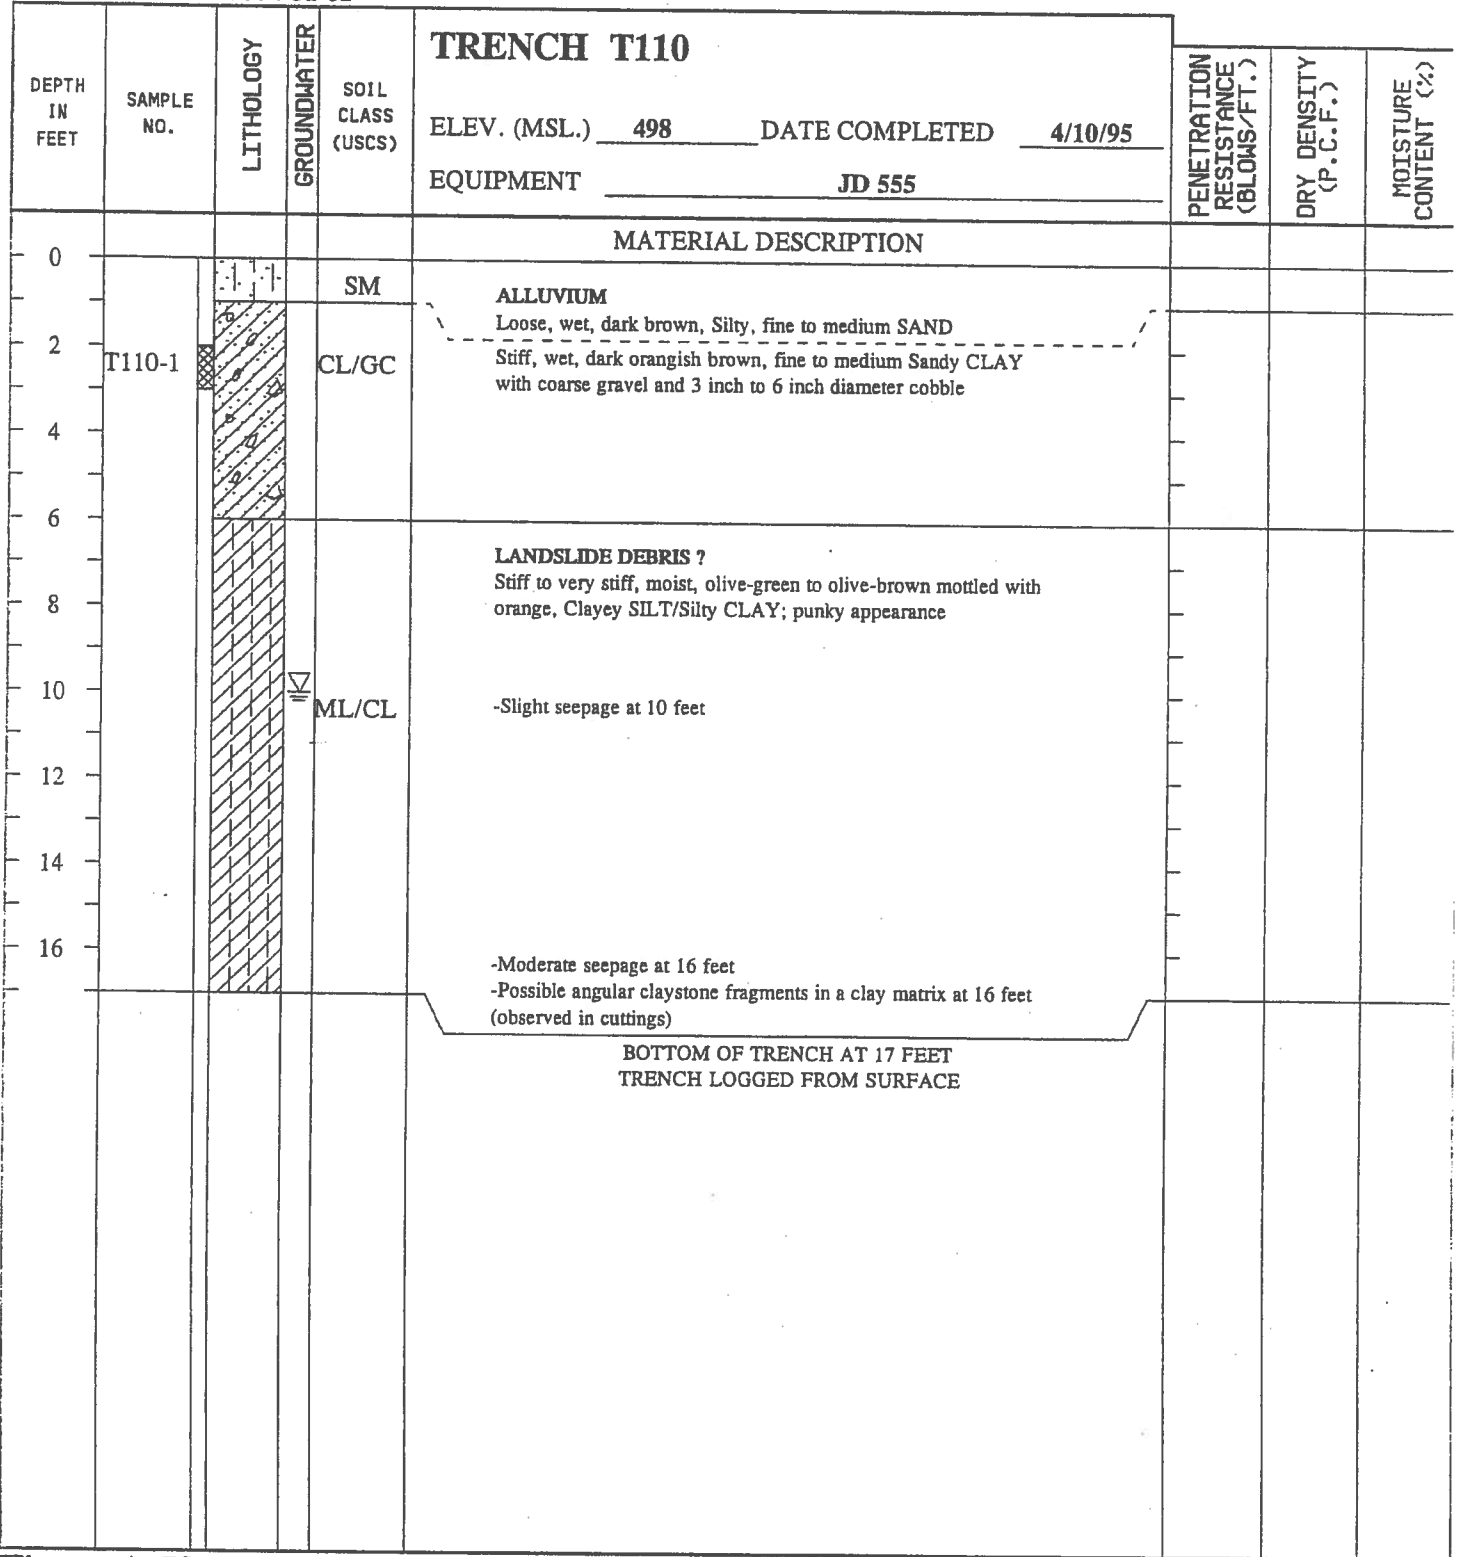 TRENCH T110
DEPTH
IN
FEET
SAMPLE
NO.
LITHOLOGY
GROUNDWATER
SOIL
CLASS
(USCS)
ELEV. (MSL.) 498 DATE COMPLETED 4/10/95
EQUIPMENT JD 555
PENETRATION
RESISTANCE
(BLOWS/FT.)
DRY DENSITY
(P.C.F.)
MOISTURE
CONTENT (%)
MATERIAL DESCRIPTION
0
SM
ALLUVIUM
Loose, wet, dark brown, Silty, fine to medium SAND
2
T110-1
CL/GC
Stiff, wet, dark orangish brown, fine to medium Sandy CLAY
with coarse gravel and 3 inch to 6 inch diameter cobble
4
6
LANDSLIDE DEBRIS ?
Stiff to very stiff, moist, olive-green to olive-brown mottled with
8
orange, Clayey SILT/Silty CLAY; punky appearance
10
ML/CL
-Slight seepage at 10 feet
12
14
16
-Moderate seepage at 16 feet
-Possible angular claystone fragments in a clay matrix at 16 feet
(observed in cuttings)
BOTTOM OF TRENCH AT 17 FEET
TRENCH LOGGED FROM SURFACE